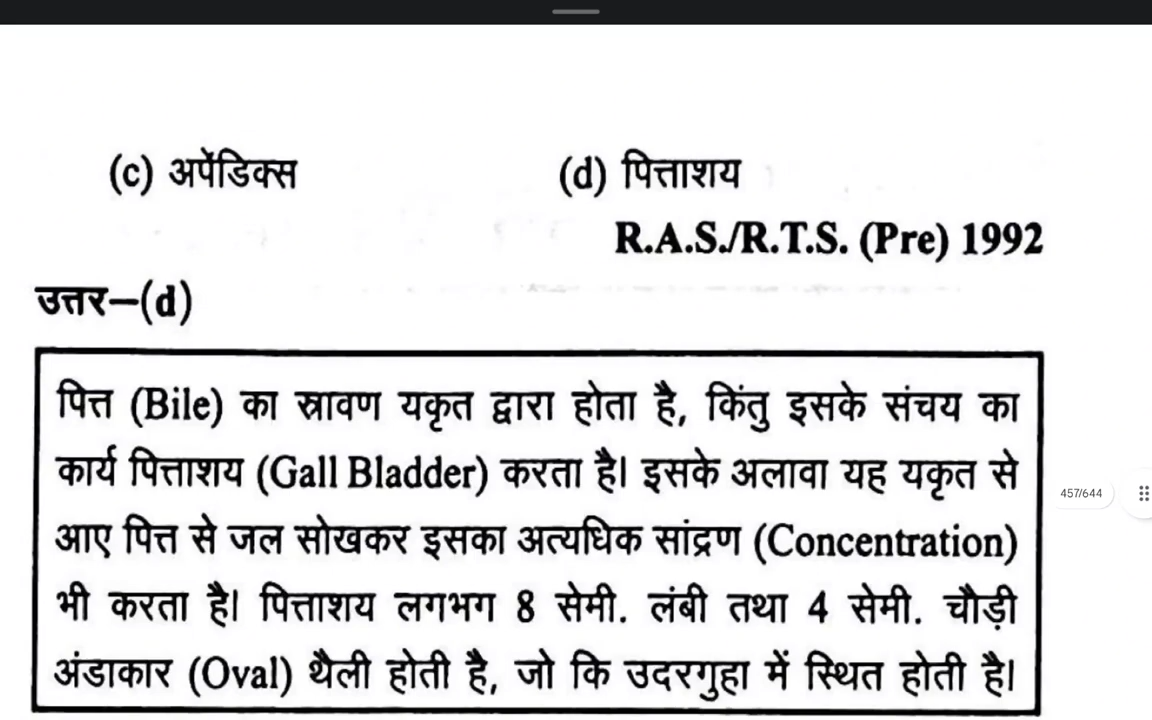 (c) अपेंडिक्स (d) पित्ताशय
R.A.S./R.T.S. (Pre) 1992
उत्तर–(d)
पित्त (Bile) का स्रावण यकृत द्वारा होता है, किंतु इसके संचय का
कार्य पित्ताशय (Gall Bladder) करता है। इसके अलावा यह यकृत से
आए पित्त से जल सोखकर इसका अत्यधिक सांद्रण (Concentration)
भी करता है। पित्ताशय लगभग 8 सेमी. लंबी तथा 4 सेमी. चौड़ी
अंडाकार (Oval) थैली होती है, जो कि उदरगुहा में स्थित होती है।
457/644